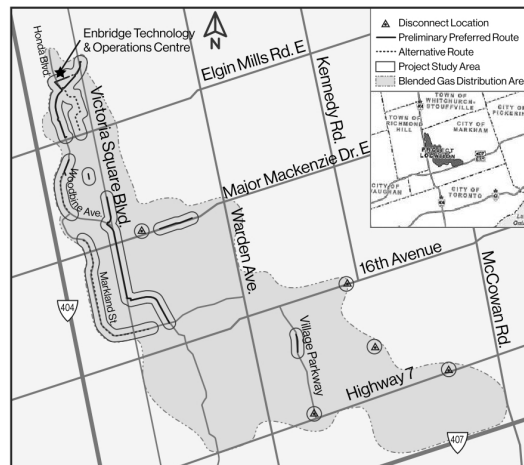 Enbridge Technology
& Operations Centre
Honda Blvd.
N
Elgin Mills Rd. E
Kennedy Rd.
Victoria Square Blvd.
Woodbine Ave.
Major Mackenzie Dr. E
Warden Ave.
16th Avenue
McCowan Rd.
Markland St.
404
Village Parkway
Highway 7
407
Disconnect Location
Preliminary Preferred Route
Alternative Route
Project Study Area
Blended Gas Distribution Area
TOWN OF
WHITCHURCH-
STOUFFVILLE
TOWN OF
RICHMOND
HILL
CITY OF
MARKHAM
CITY OF
PROJECT
LOCATION
CITY OF
VAUGHAN
CITY OF
TORONTO